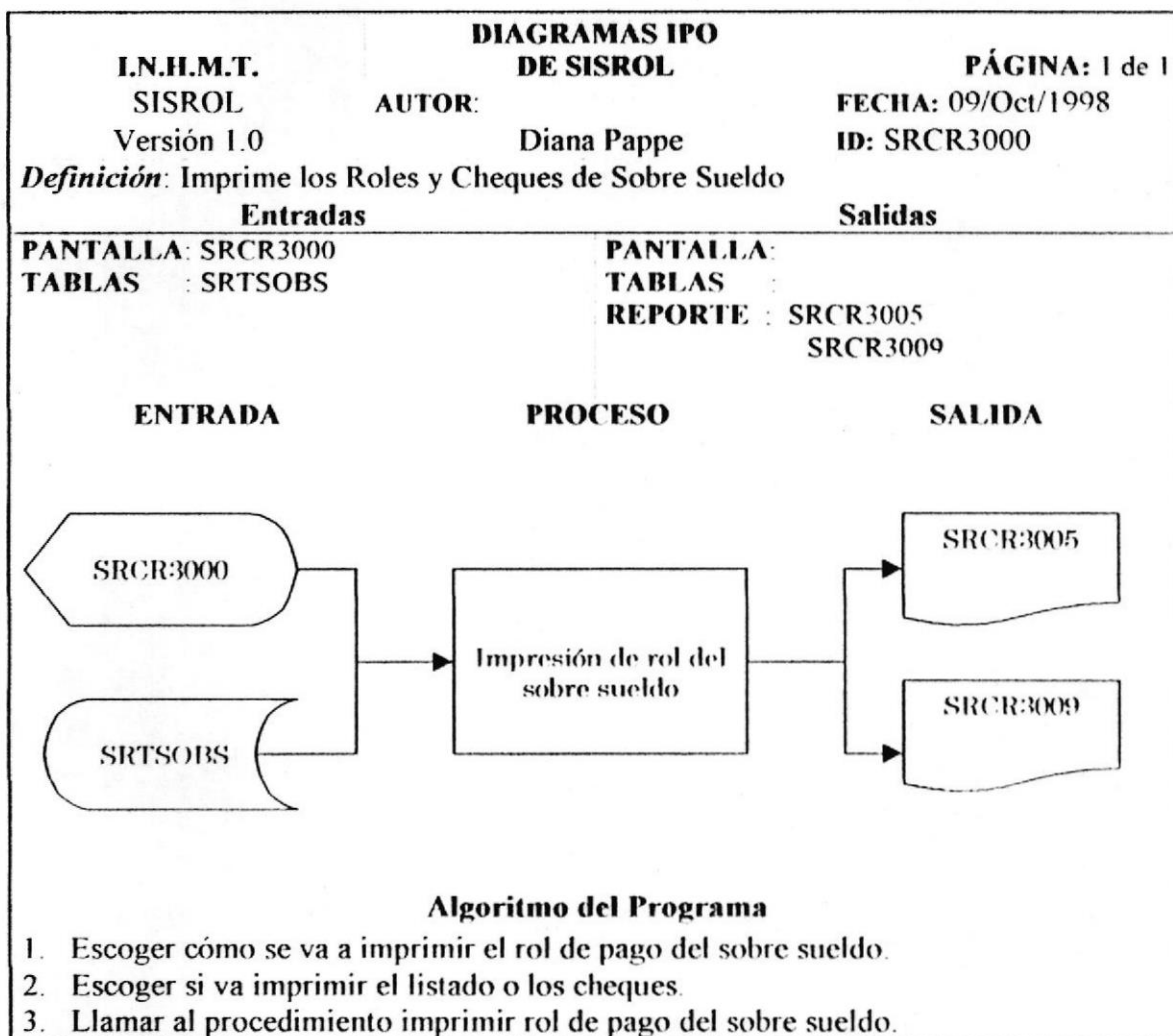 DIAGRAMAS IPO
I.N.H.M.T. DE SISROL PÁGINA: 1 de 1
SISROL AUTOR: FECHA: 09/Oct/1998
Versión 1.0 Diana Pappe ID: SRCR3000
Definición: Imprime los Roles y Cheques de Sobre Sueldo
Entradas Salidas
PANTALLA: SRCR3000 PANTALLA:
TABLAS : SRTSOBS TABLAS :
REPORTE : SRCR3005
SRCR3009
ENTRADA PROCESO SALIDA
SRCR3000
SRTSOBS
Impresión de rol del
sobre sueldo
SRCR3005
SRCR3009
Algoritmo del Programa
1. Escoger cómo se va a imprimir el rol de pago del sobre sueldo.
2. Escoger si va imprimir el listado o los cheques.
3. Llamar al procedimiento imprimir rol de pago del sobre sueldo.